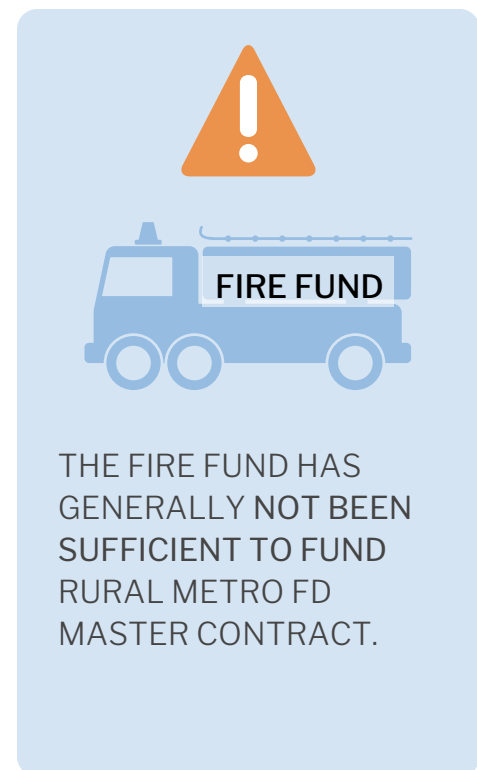 FIRE FUND
THE FIRE FUND HAS
GENERALLY NOT BEEN
SUFFICIENT TO FUND
RURAL METRO FD
MASTER CONTRACT.